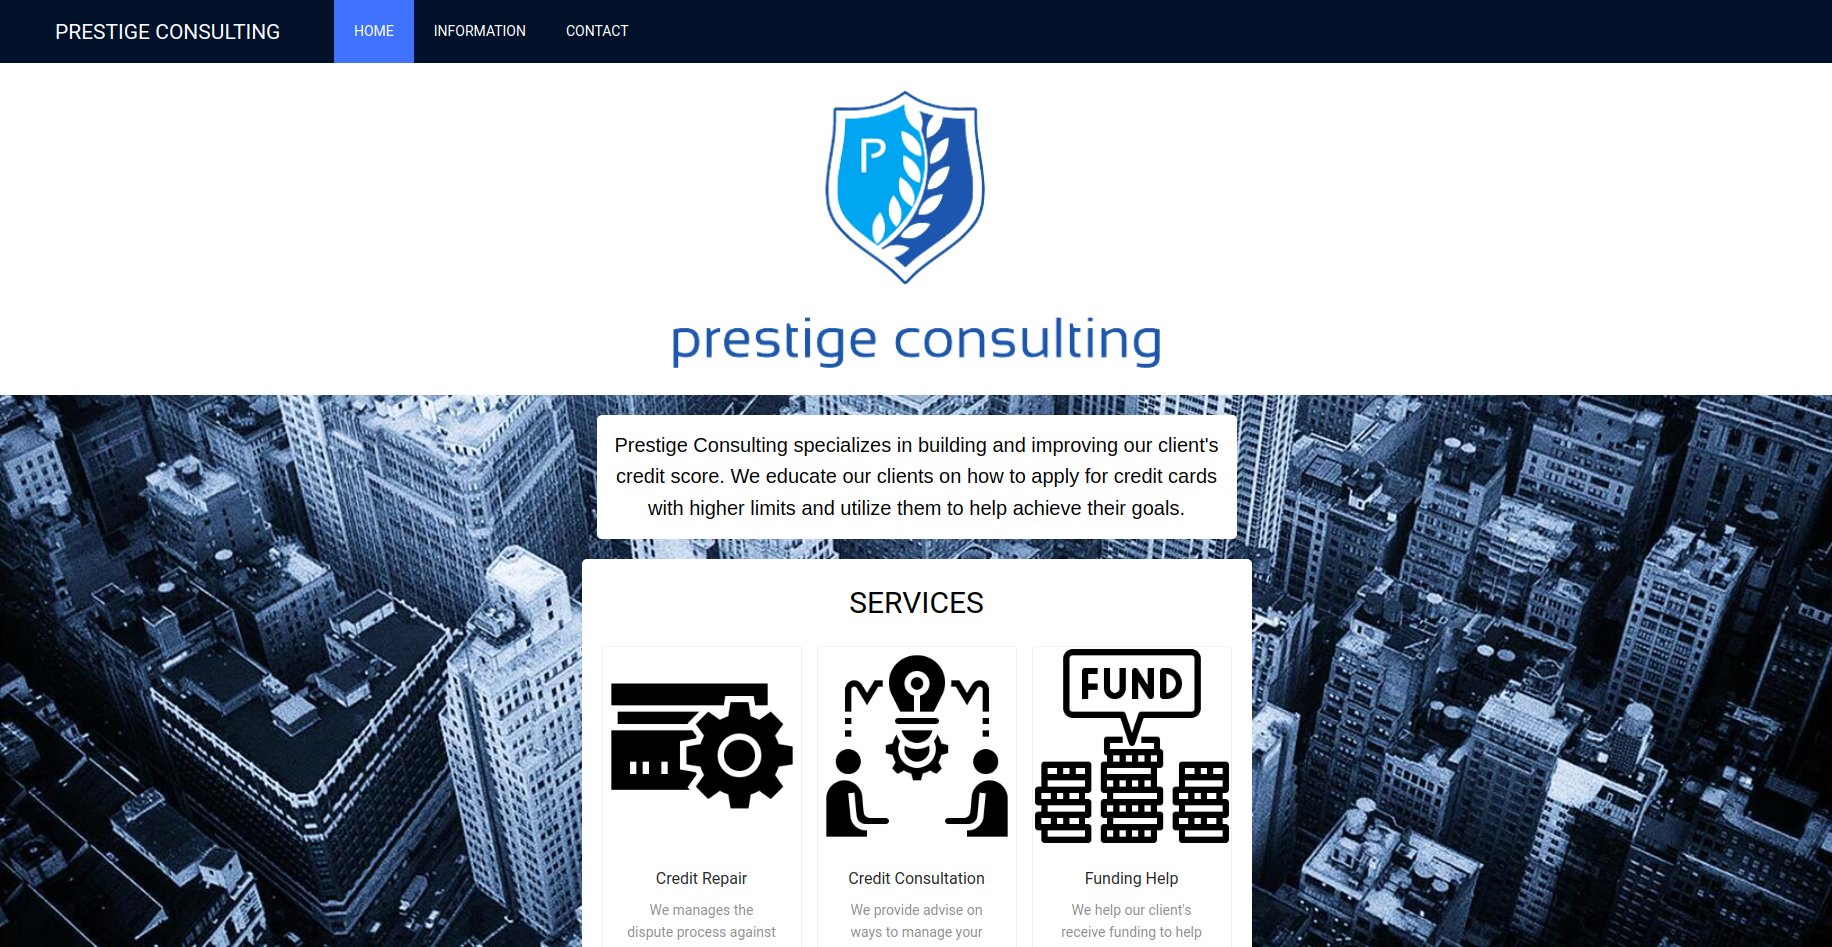 PRESTIGE CONSULTING
HOME
INFORMATION
CONTACT
P
prestige consulting
Prestige Consulting specializes in building and improving our client's
credit score. We educate our clients on how to apply for credit cards
with higher limits and utilize them to help achieve their goals.
SERVICES
FUND
Credit Repair
We manages the
dispute process against
Credit Consultation
We provide advise on
ways to manage your
Funding Help
We help our client's
receive funding to help